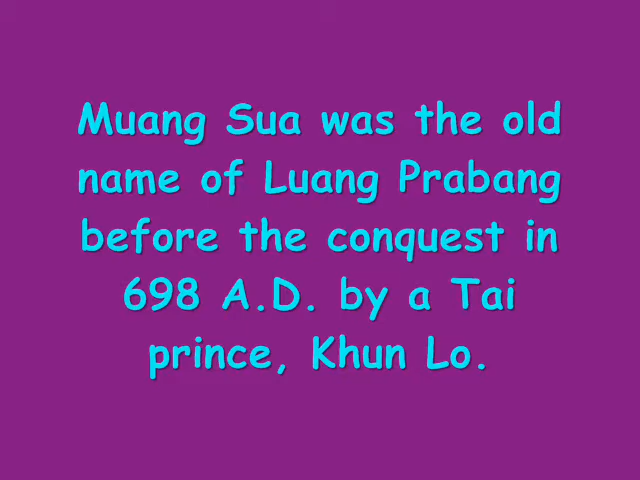 Muang Sua was the old
name of Luang Prabang
before the conquest in
698 A.D. by a Tai
prince, Khun Lo.